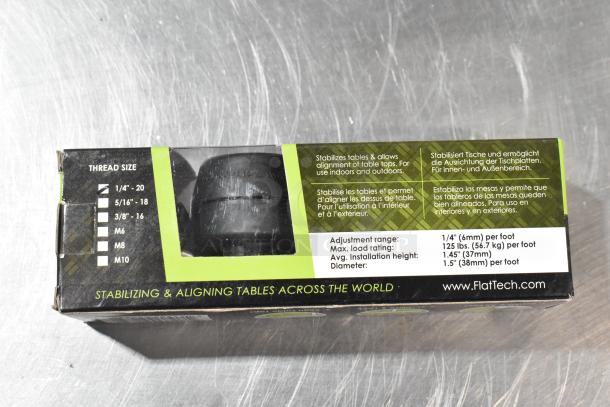 THREAD SIZE
1/4" - 20
5/16" - 18
3/8" - 16
M6
M8
M10
Stabilizes tables & allows
alignment of table tops. For
use indoors and outdoors.
Stabilisiert Tische und ermöglicht
die Ausrichtung der Tischplatten.
Für Innen- und Außenbereich.
Stabilise les tables et permet
d'aligner les dessus de table.
Pour l'utilisation à l'intérieur
et à l'exterieur.
Estabiliza las mesas y permite que
los tableros de las mesas queden
bien alineados. Para uso en
interiores y en exteriores.
Adjustment range: 1/4" (6mm) per foot
Max. load rating: 125 lbs. (56.7 kg) per foot
Avg. Installation height: 1.45" (37mm)
Diameter: 1.5" (38mm) per foot
STABILIZING & ALIGNING TABLES ACROSS THE WORLD
www.FlatTech.com